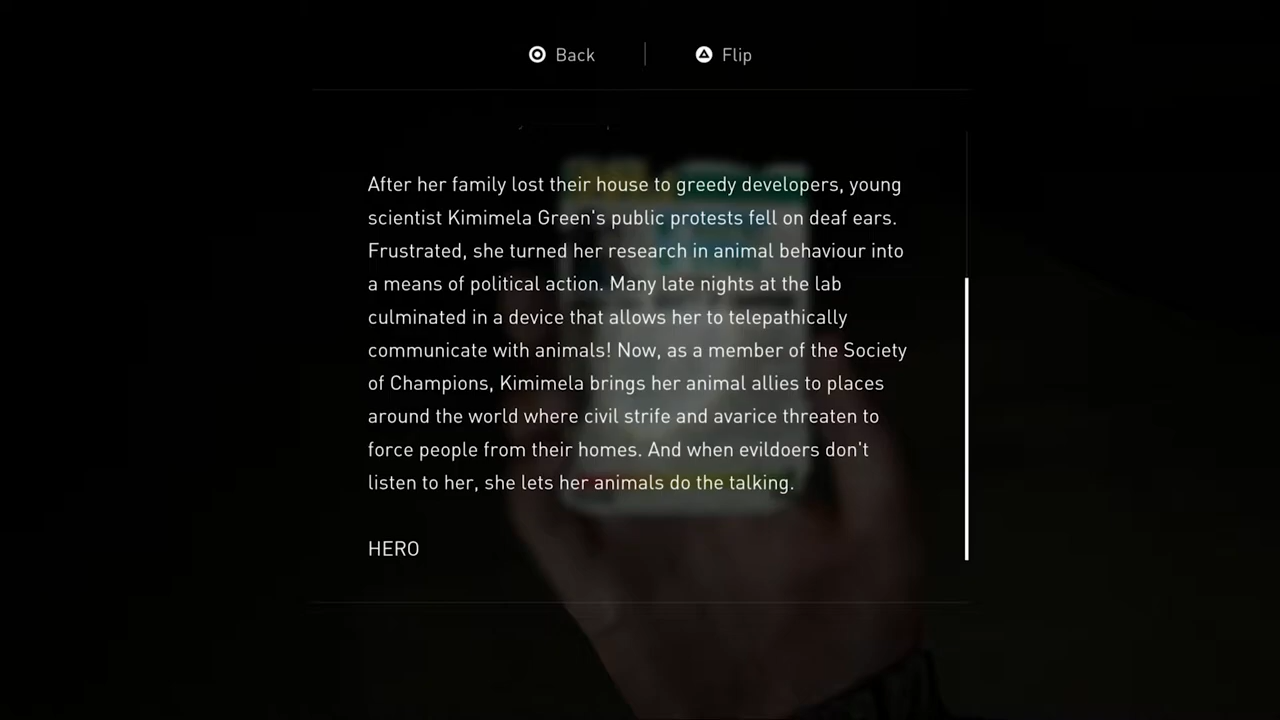 Back
Flip
After her family lost their house to greedy developers, young
scientist Kimimela Green's public protests fell on deaf ears.
Frustrated, she turned her research in animal behaviour into
a means of political action. Many late nights at the lab
culminated in a device that allows her to telepathically
communicate with animals! Now, as a member of the Society
of Champions, Kimimela brings her animal allies to places
around the world where civil strife and avarice threaten to
force people from their homes. And when evildoers don't
listen to her, she lets her animals do the talking.
HERO